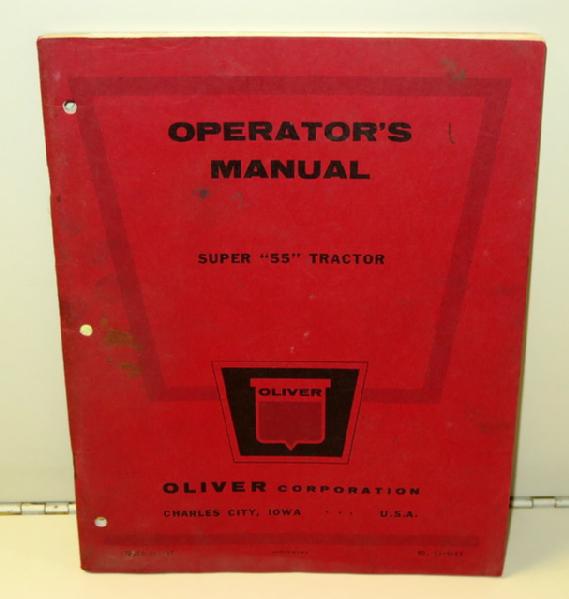 OPERATOR'S
MANUAL
SUPER "55" TRACTOR
OLIVER
OLIVER CORPORATION
CHARLES CITY, IOWA . . . U.S.A.